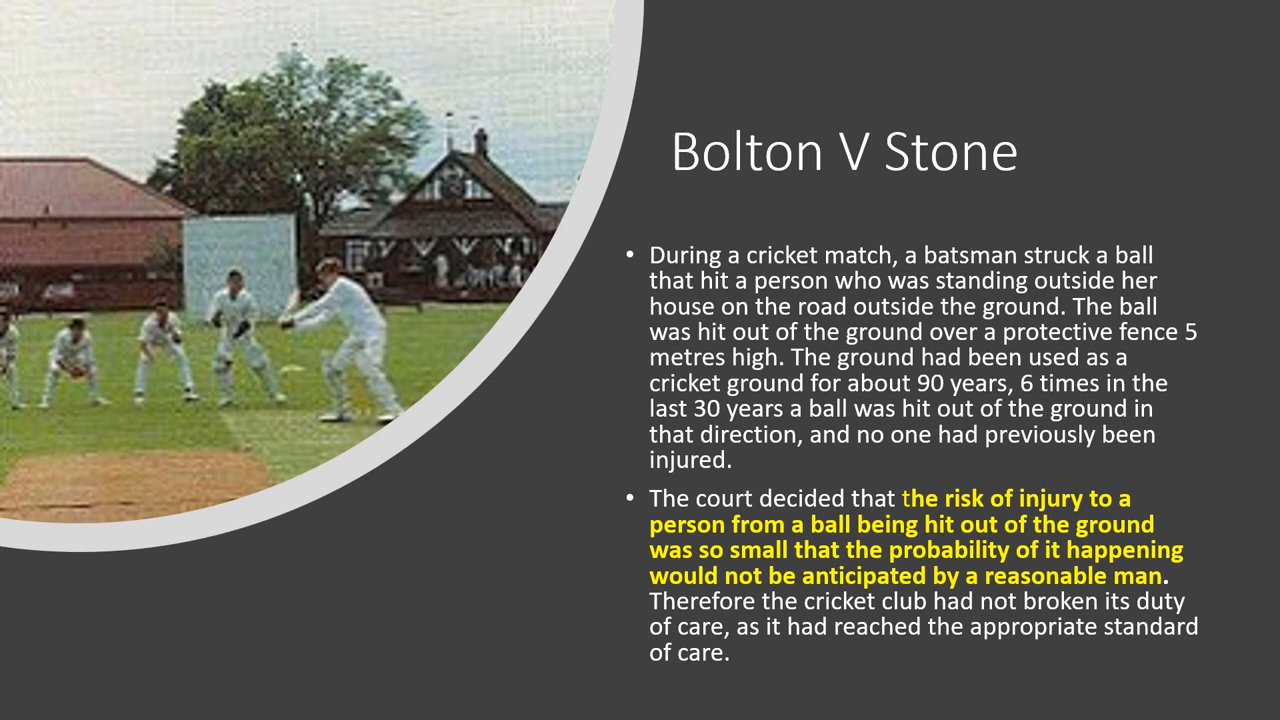 Bolton V Stone
• During a cricket match, a batsman struck a ball
that hit a person who was standing outside her
house on the road outside the ground. The ball
was hit out of the ground over a protective fence 5
metres high. The ground had been used as a
cricket ground for about 90 years, 6 times in the
last 30 years a ball was hit out of the ground in
that direction, and no one had previously been
injured.
• The court decided that the risk of injury to a
person from a ball being hit out of the ground
was so small that the probability of it happening
would not be anticipated by a reasonable man.
Therefore the cricket club had not broken its duty
of care, as it had reached the appropriate standard
of care.